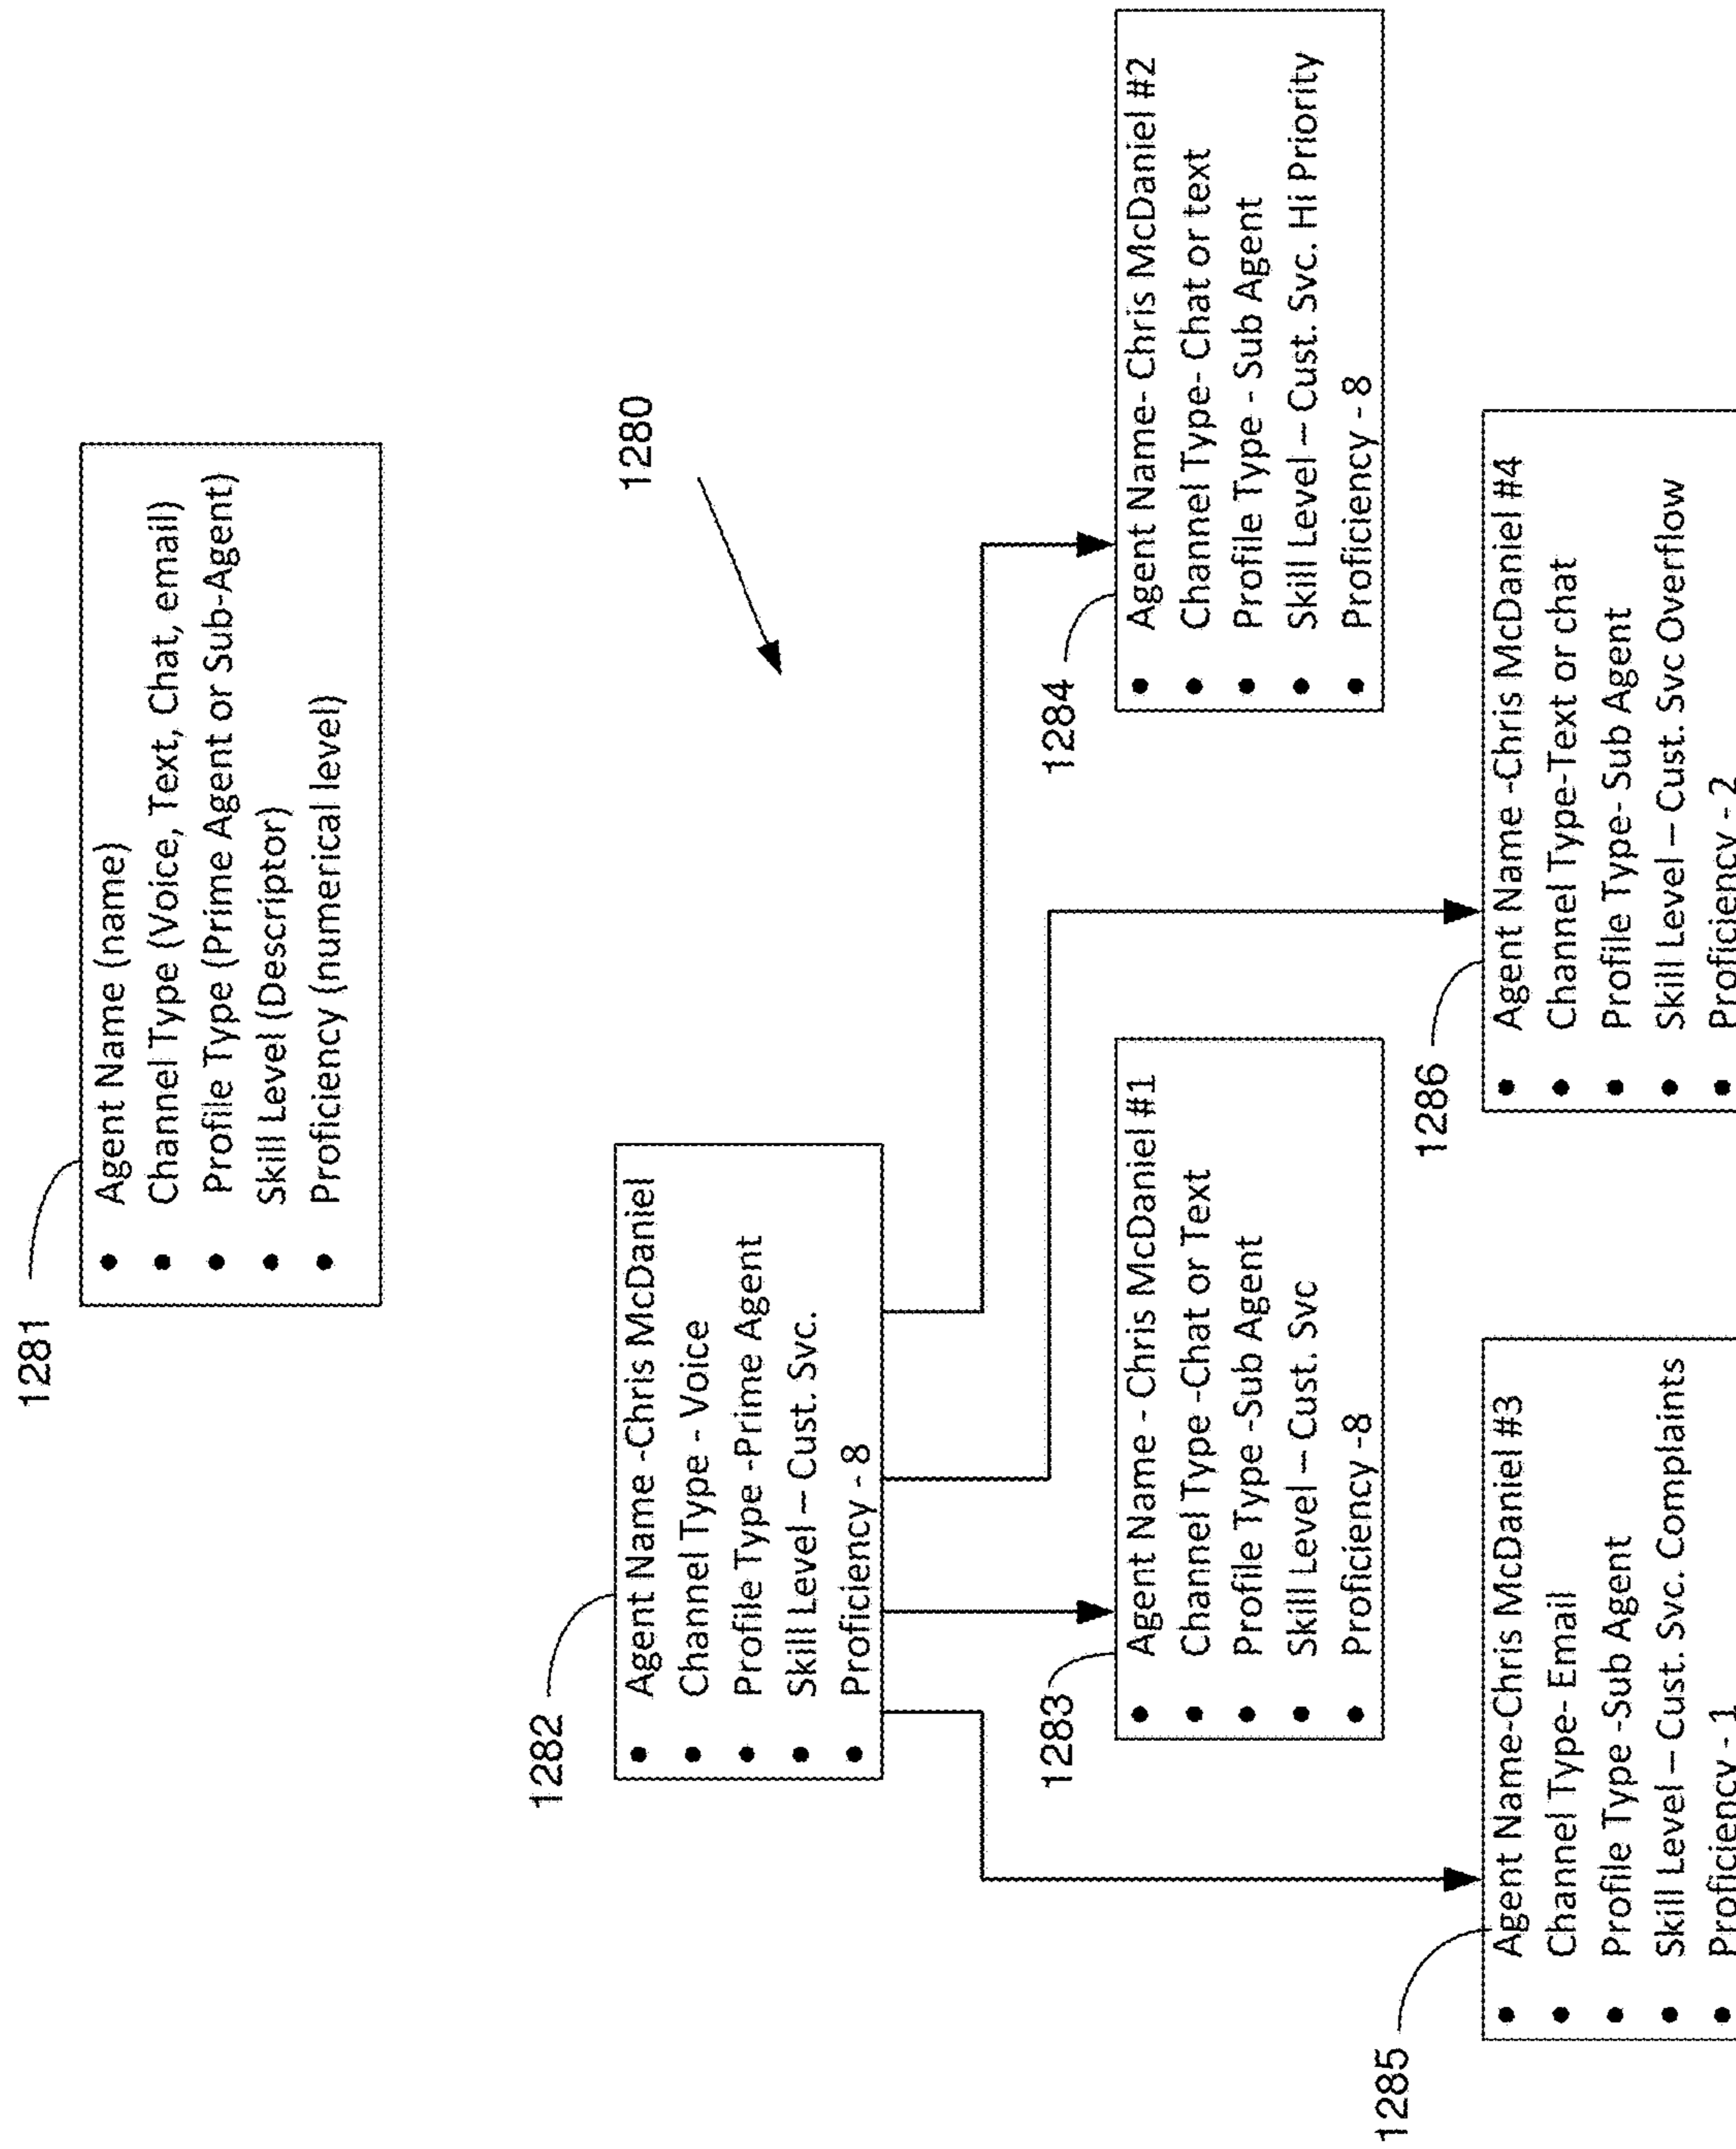 1281
• Agent Name (name)
• Channel Type (Voice, Text, Chat, email)
• Profile Type (Prime Agent or Sub-Agent)
• Skill Level (Descriptor)
• Proficiency (numerical level)
1280
1282
• Agent Name -Chris McDaniel
• Channel Type - Voice
• Profile Type -Prime Agent
• Skill Level – Cust. Svc.
• Proficiency - 8
1283
• Agent Name - Chris McDaniel #1
• Channel Type -Chat or Text
• Profile Type -Sub Agent
• Skill Level – Cust. Svc
• Proficiency -8
1284
• Agent Name- Chris McDaniel #2
• Channel Type- Chat or text
• Profile Type - Sub Agent
• Skill Level – Cust. Svc. Hi Priority
• Proficiency - 8
1285
• Agent Name-Chris McDaniel #3
• Channel Type- Email
• Profile Type -Sub Agent
• Skill Level – Cust. Svc. Complaints
• Proficiency - 1
1286
• Agent Name -Chris McDaniel #4
• Channel Type-Text or chat
• Profile Type- Sub Agent
• Skill Level – Cust. Svc Overflow
• Proficiency - 2